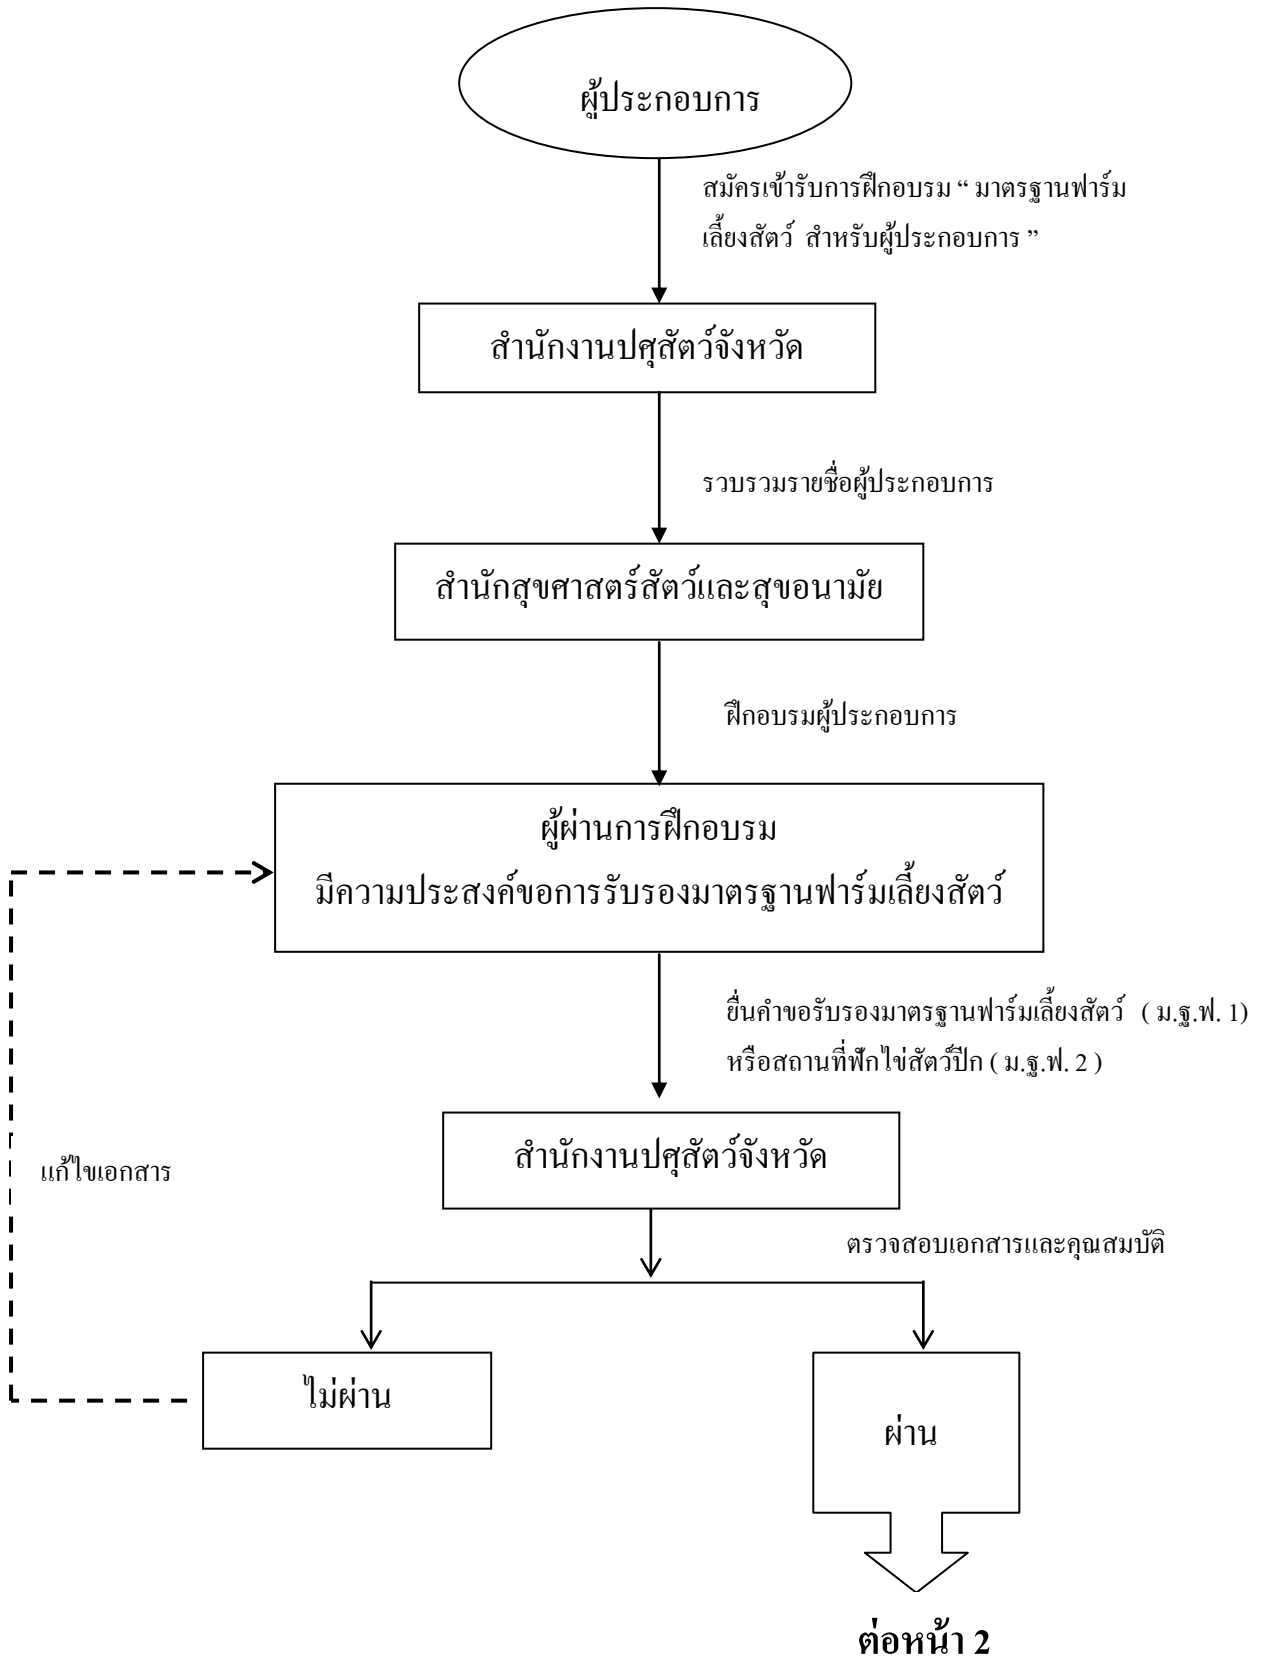 ผู้ประกอบการ
สมัครเข้ารับการฝึกอบรม “ มาตรฐานฟาร์ม
เลี้ยงสัตว์ สำหรับผู้ประกอบการ ”
สำนักงานปศุสัตว์จังหวัด
รวบรวมรายชื่อผู้ประกอบการ
สำนักสุขศาสตร์สัตว์และสุขอนามัย
ฝึกอบรมผู้ประกอบการ
ผู้ผ่านการฝึกอบรม
มีความประสงค์ขอการรับรองมาตรฐานฟาร์มเลี้ยงสัตว์
ยื่นคำขอรับรองมาตรฐานฟาร์มเลี้ยงสัตว์ ( ม.ฐ.ฟ. 1)
หรือสถานที่ฟักไข่สัตว์ปีก ( ม.ฐ.ฟ. 2 )
สำนักงานปศุสัตว์จังหวัด
แก้ไขเอกสาร
ตรวจสอบเอกสารและคุณสมบัติ
ไม่ผ่าน
ผ่าน
ต่อหน้า 2